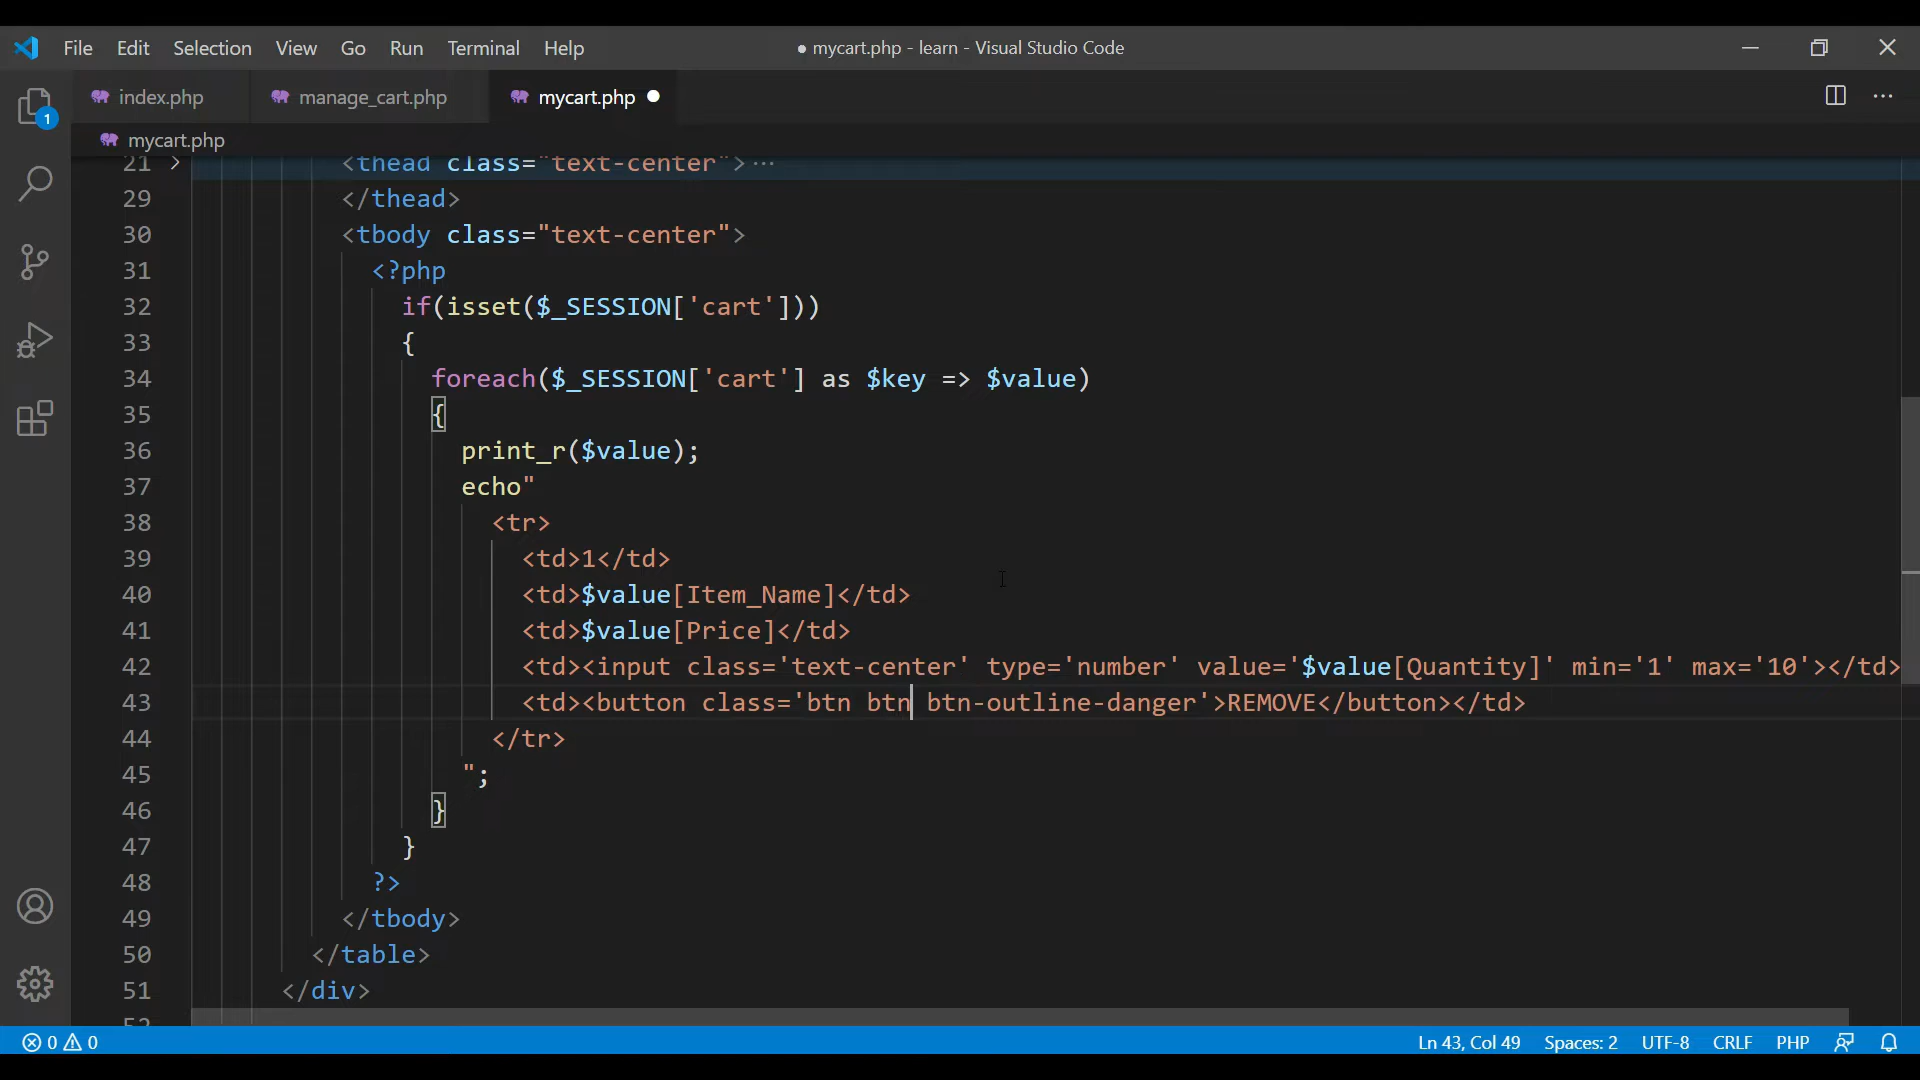 File Edit Selection View Go Run Terminal Help ● mycart.php - learn - Visual Studio Code
index.php manage_cart.php mycart.php
1
mycart.php
21 <thead class="text-center">···
29 </thead>
30 <tbody class="text-center">
31 <?php
32 if(isset($_SESSION['cart']))
33 {
34 foreach($_SESSION['cart'] as $key => $value)
35 {
36 print_r($value);
37 echo"
38 <tr>
39 <td>1</td>
40 <td>$value[Item_Name]</td>
41 <td>$value[Price]</td>
42 <td><input class='text-center' type='number' value='$value[Quantity]' min='1' max='10'></td>
43 <td><button class='btn btn btn-outline-danger'>REMOVE</button></td>
44 </tr>
45 ";
46 }
47 }
48 ?>
49 </tbody>
50 </table>
51 </div>
52
0 0 Ln 43, Col 49 Spaces: 2 UTF-8 CRLF PHP